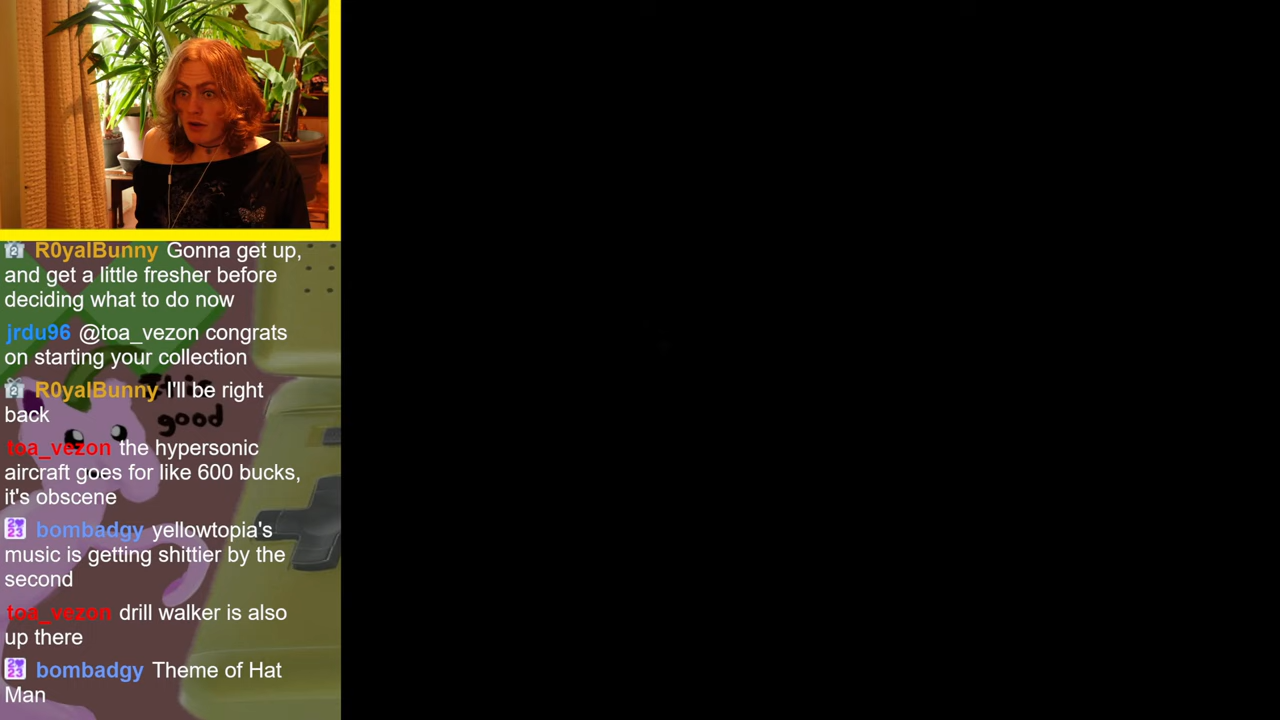 R0yalBunny Gonna get up,
and get a little fresher before
deciding what to do now
jrdu96 @toa_vezon congrats
on starting your collection
R0yalBunny I'll be right
back
This is
good
toa_vezon the hypersonic
aircraft goes for like 600 bucks,
it's obscene
bombadgy yellowtopia's
music is getting shittier by the
second
toa_vezon drill walker is also
up there
bombadgy Theme of Hat
Man